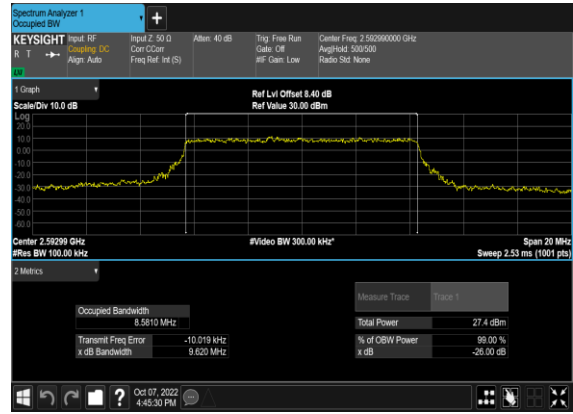 Spectrum Analyzer 1
Occupied BW
+
KEYSIGHT Input: RF Input Z: 50 Ω Atten: 40 dB Trig: Free Run Center Freq: 2.592990000 GHz
R T Coupling: DC Corr CCorr Gate: Off Avg|Hold: 500/500
Align: Auto Freq Ref: Int (S) #IF Gain: Low Radio Std: None
1 Graph
Ref Lvl Offset 8.40 dB
Scale/Div 10.0 dB Ref Value 30.00 dBm
Log
20.0
10.0
0.00
-10.0
-20.0
-30.0
-40.0
-50.0
-60.0
Center 2.59299 GHz #Video BW 300.00 kHz* Span 20 MHz
#Res BW 100.00 kHz Sweep 2.53 ms (1001 pts)
2 Metrics
Measure Trace Trace 1
Occupied Bandwidth
8.5810 MHz Total Power 27.4 dBm
Transmit Freq Error -10.019 kHz % of OBW Power 99.00 %
x dB Bandwidth 9.620 MHz x dB -26.00 dB
? Oct 07, 2022
4:45:30 PM